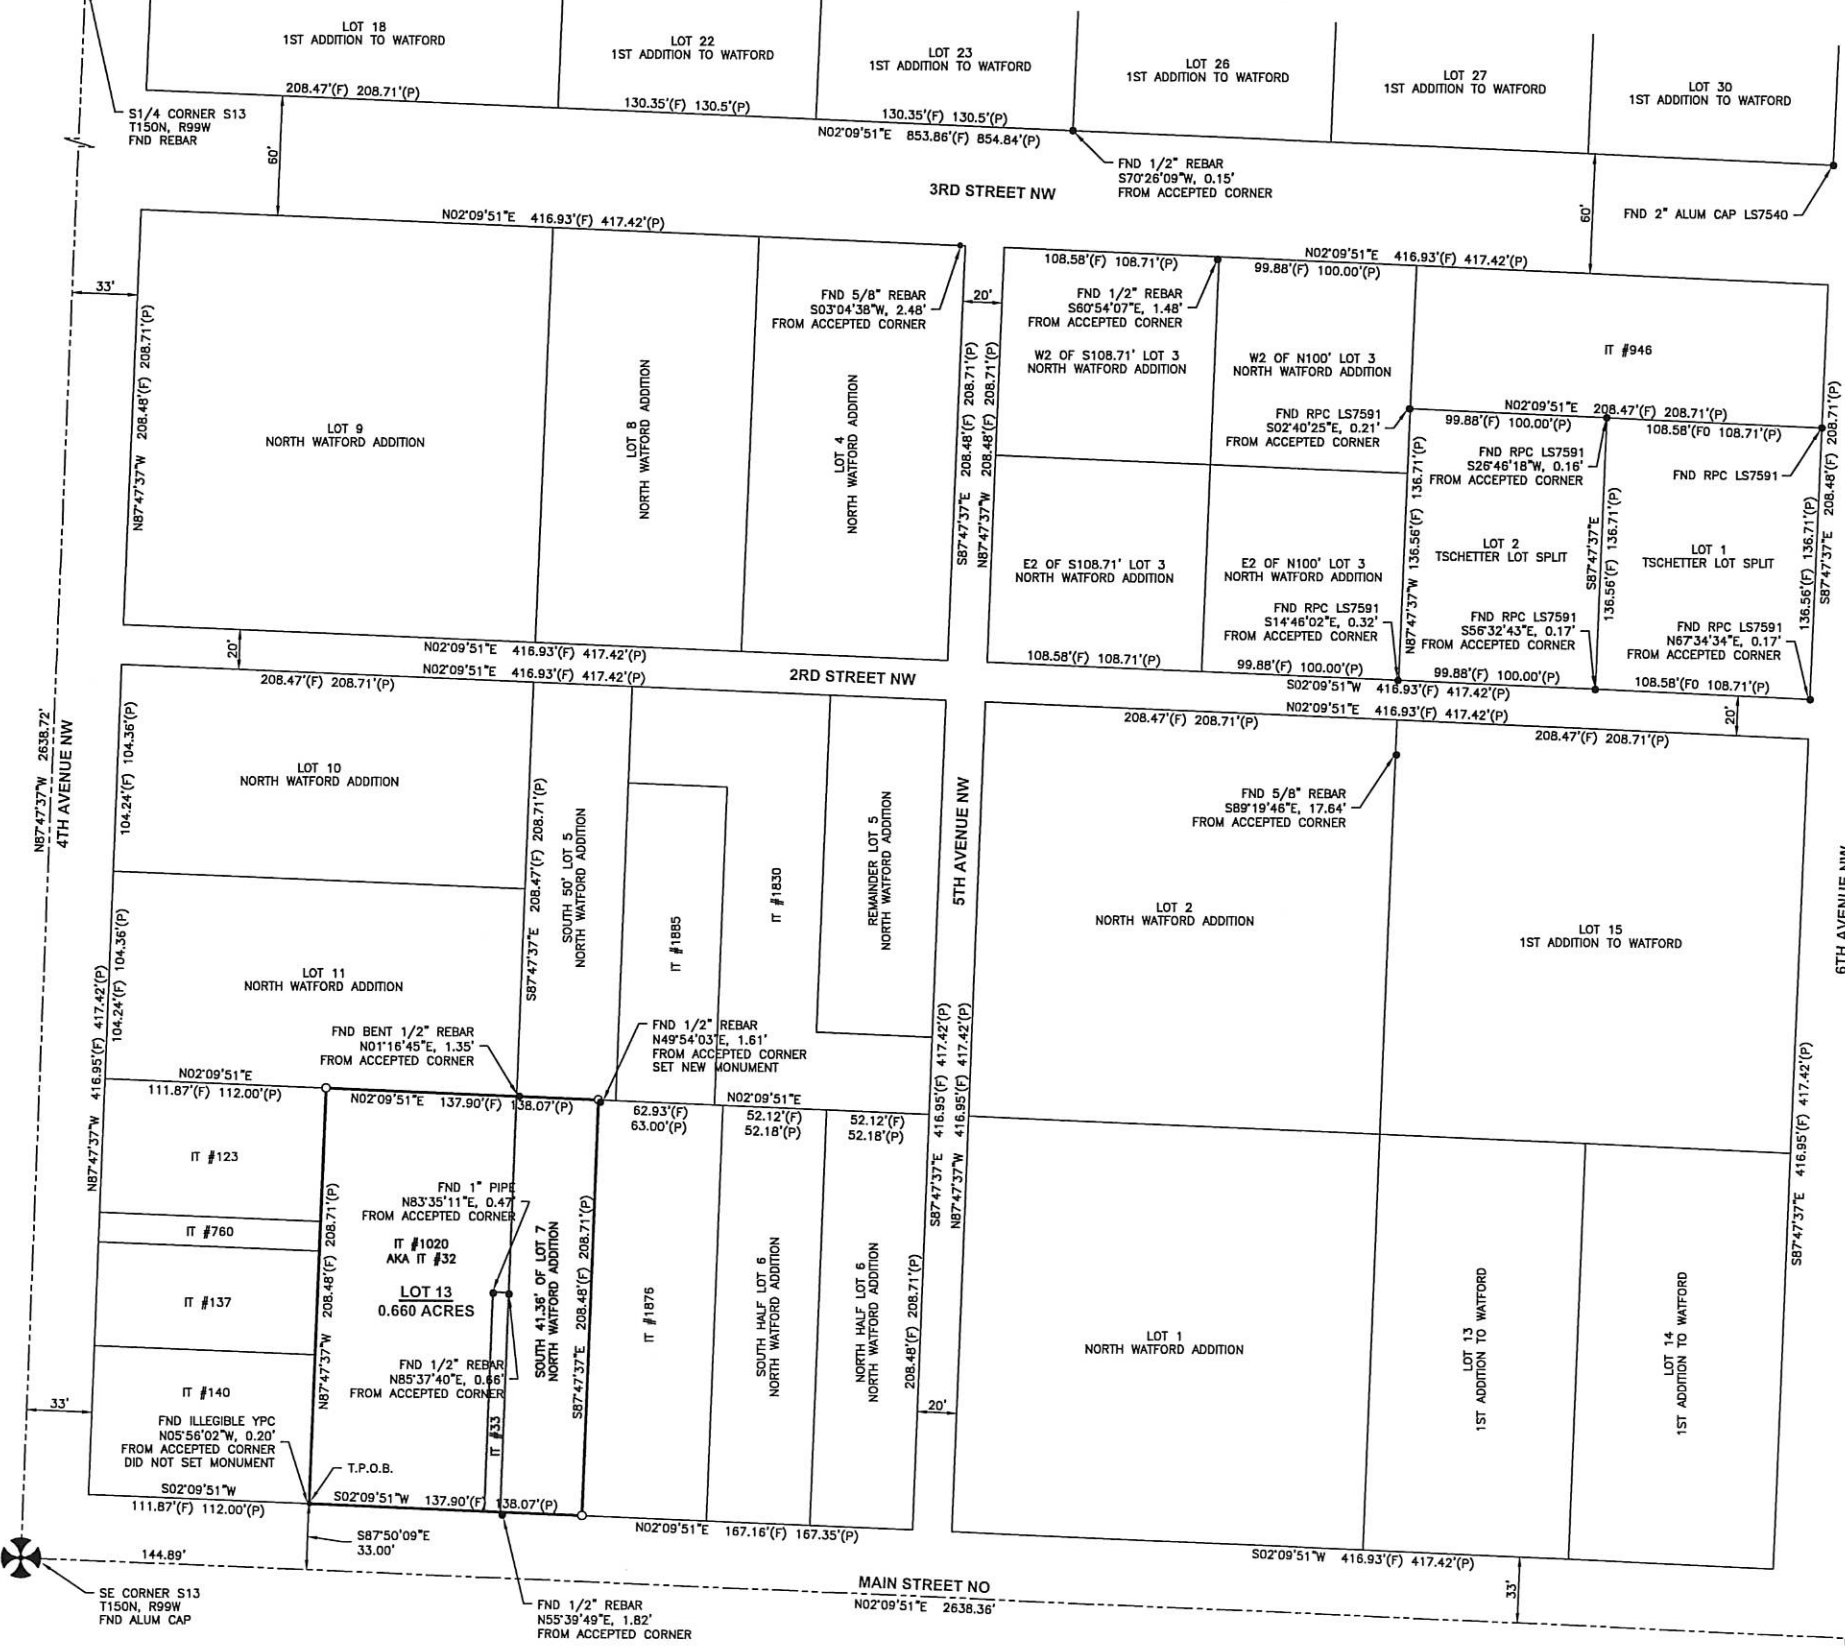 LOT 18
1ST ADDITION TO WATFORD
LOT 22
1ST ADDITION TO WATFORD
LOT 23
1ST ADDITION TO WATFORD
LOT 26
1ST ADDITION TO WATFORD
LOT 27
1ST ADDITION TO WATFORD
LOT 30
1ST ADDITION TO WATFORD
208.47'(F) 208.71'(P)
130.35'(F) 130.5'(P)
130.35'(F) 130.5'(P)
N02°09'51"E 853.86'(F) 854.84'(P)
S1/4 CORNER S13
T150N, R99W
FND REBAR
60'
FND 1/2" REBAR
S70°26'09"W, 0.15'
FROM ACCEPTED CORNER
3RD STREET NW
60'
FND 2" ALUM CAP LS7540
N02°09'51"E 416.93'(F) 417.42'(P)
33'
N87°47'37"W 208.48'(F) 208.71'(P)
LOT 9
NORTH WATFORD ADDITION
LOT 8
NORTH WATFORD ADDITION
LOT 4
NORTH WATFORD ADDITION
FND 5/8" REBAR
S03°04'38"W, 2.48'
FROM ACCEPTED CORNER
20'
S87°47'37"E 208.48'(F) 208.71'(P)
N87°47'37"W 208.48'(F) 208.71'(P)
N02°09'51"E 416.93'(F) 417.42'(P)
108.58'(F) 108.71'(P)
99.88'(F) 100.00'(P)
FND 1/2" REBAR
S60°54'07"E, 1.48'
FROM ACCEPTED CORNER
W2 OF S108.71' LOT 3
NORTH WATFORD ADDITION
W2 OF N100' LOT 3
NORTH WATFORD ADDITION
IT #946
N02°09'51"E 208.47'(F) 208.71'(P)
99.88'(F) 100.00'(P)
108.58'(F0 108.71'(P)
FND RPC LS7591
S02°40'25"E, 0.21'
FROM ACCEPTED CORNER
FND RPC LS7591
S26°46'18"W, 0.16'
FROM ACCEPTED CORNER
FND RPC LS7591
S87°47'37"E 208.48'(F) 208.71'(P)
N87°47'37"W 136.56'(F) 136.71'(P)
S87°47'37"E
136.56'(F) 136.71'(P)
136.56'(F) 136.71'(P)
LOT 2
TSCHETTER LOT SPLIT
LOT 1
TSCHETTER LOT SPLIT
E2 OF S108.71' LOT 3
NORTH WATFORD ADDITION
E2 OF N100' LOT 3
NORTH WATFORD ADDITION
FND RPC LS7591
S14°46'02"E, 0.32'
FROM ACCEPTED CORNER
FND RPC LS7591
S56°32'43"E, 0.17'
FROM ACCEPTED CORNER
FND RPC LS7591
N67°34'34"E, 0.17'
FROM ACCEPTED CORNER
20'
N02°09'51"E 416.93'(F) 417.42'(P)
108.58'(F) 108.71'(P)
99.88'(F) 100.00'(P)
99.88'(F) 100.00'(P)
108.58'(F0 108.71'(P)
S02°09'51"W 416.93'(F) 417.42'(P)
2RD STREET NW
N02°09'51"E 416.93'(F) 417.42'(P)
208.47'(F) 208.71'(P)
N02°09'51"E 416.93'(F) 417.42'(P)
208.47'(F) 208.71'(P)
208.47'(F) 208.71'(P)
20'
N87°47'37"W 2638.72'
4TH AVENUE NW
104.24'(F) 104.36'(P)
LOT 10
NORTH WATFORD ADDITION
104.24'(F) 104.36'(P)
LOT 11
NORTH WATFORD ADDITION
S87°47'37"E 208.47'(F) 208.71'(P)
SOUTH 50' LOT 5
NORTH WATFORD ADDITION
IT #1885
IT #1830
REMAINDER LOT 5
NORTH WATFORD ADDITION
5TH AVENUE NW
FND 5/8" REBAR
S89°19'46"E, 17.64'
FROM ACCEPTED CORNER
LOT 2
NORTH WATFORD ADDITION
LOT 15
1ST ADDITION TO WATFORD
6TH AVENUE NW
N87°47'37"W 416.95'(F) 417.42'(P)
FND BENT 1/2" REBAR
N01°16'45"E, 1.35'
FROM ACCEPTED CORNER
FND 1/2" REBAR
N49°54'03"E, 1.61'
FROM ACCEPTED CORNER
SET NEW MONUMENT
S87°47'37"E 416.95'(F) 417.42'(P)
N87°47'37"W 416.95'(F) 417.42'(P)
S87°47'37"E 416.95'(F) 417.42'(P)
N02°09'51"E
111.87'(F) 112.00'(P)
N02°09'51"E 137.90'(F) 138.07'(P)
N02°09'51"E
62.93'(F)
63.00'(P)
52.12'(F)
52.18'(P)
52.12'(F)
52.18'(P)
IT #123
IT #760
IT #137
IT #140
N87°47'37"W 208.48'(F) 208.71'(P)
FND 1" PIPE
N83°35'11"E, 0.47'
FROM ACCEPTED CORNER
IT #1020
AKA IT #32
LOT 13
0.660 ACRES
FND 1/2" REBAR
N85°37'40"E, 0.66'
FROM ACCEPTED CORNER
IT #33
SOUTH 41.36' OF LOT 7
NORTH WATFORD ADDITION
S87°47'37"E 208.48'(F) 208.71'(P)
IT #1876
SOUTH HALF LOT 6
NORTH WATFORD ADDITION
NORTH HALF LOT 6
NORTH WATFORD ADDITION
208.48'(F) 208.71'(P)
20'
LOT 1
NORTH WATFORD ADDITION
LOT 13
1ST ADDITION TO WATFORD
LOT 14
1ST ADDITION TO WATFORD
33'
FND ILLEGIBLE YPC
N05°56'02"W, 0.20'
FROM ACCEPTED CORNER
DID NOT SET MONUMENT
T.P.O.B.
S02°09'51"W
111.87'(F) 112.00'(P)
S02°09'51"W 137.90'(F) 138.07'(P)
N02°09'51"E 167.16'(F) 167.35'(P)
S02°09'51"W 416.93'(F) 417.42'(P)
S87°50'09"E
33.00'
144.89'
SE CORNER S13
T150N, R99W
FND ALUM CAP
FND 1/2" REBAR
N55°39'49"E, 1.82'
FROM ACCEPTED CORNER
MAIN STREET NO
N02°09'51"E 2638.36'
33'